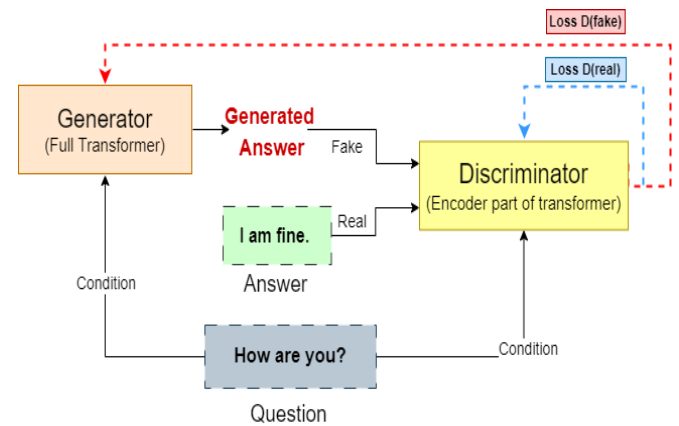 Loss D(fake)
Loss D(real)
Generator
(Full Transformer)
Generated
Answer
Fake
Discriminator
(Encoder part of transformer)
I am fine.
Real
Answer
Condition
How are you?
Condition
Question